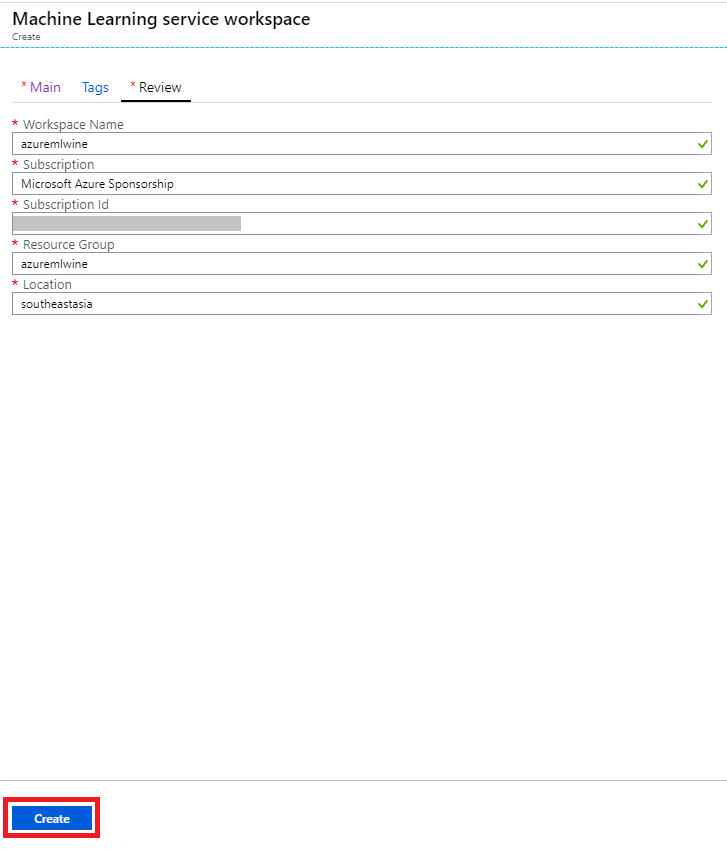 Machine Learning service workspace
Create
* Main Tags * Review
* Workspace Name
azuremlwine
* Subscription
Microsoft Azure Sponsorship
* Subscription Id
* Resource Group
azuremlwine
* Location
southeastasia
Create